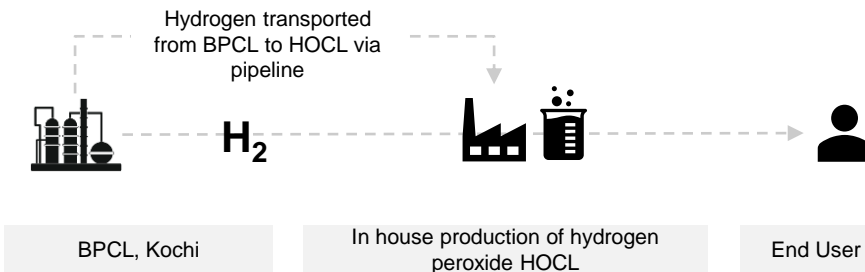 Hydrogen transported
from BPCL to HOCL via
pipeline
H2
BPCL, Kochi
In house production of hydrogen
peroxide HOCL
End User